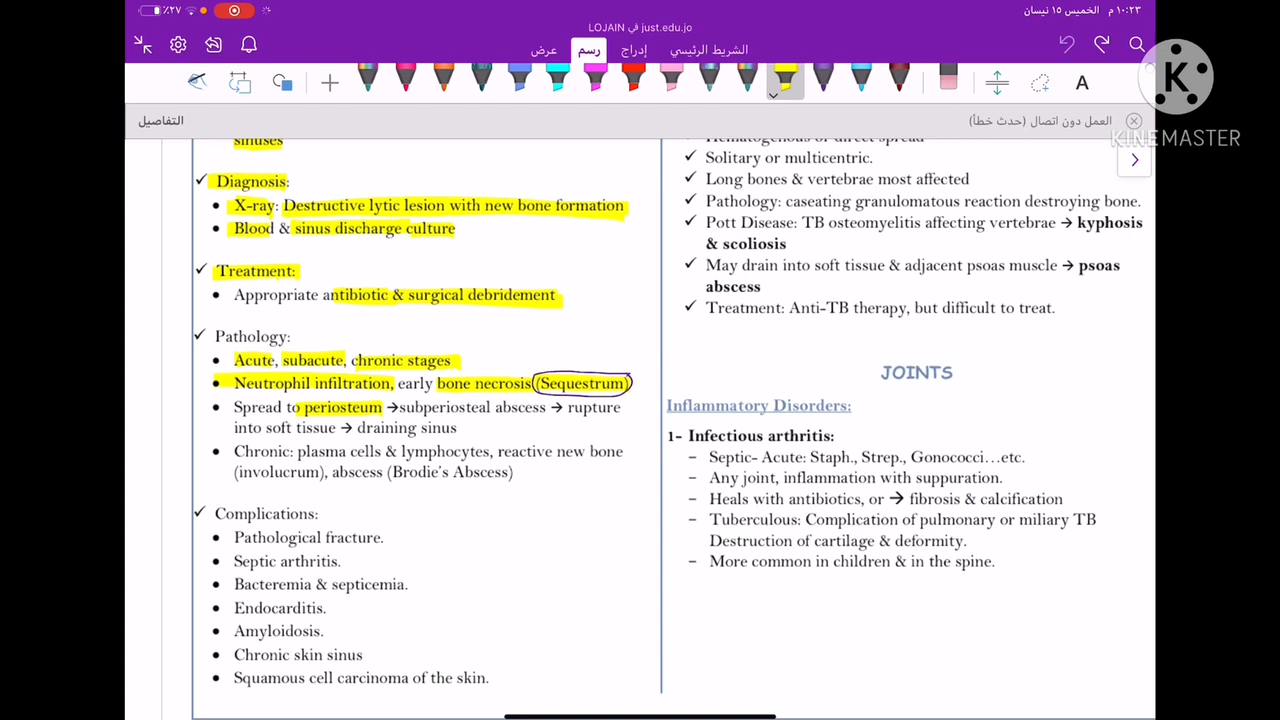 ١٠:٢٣ م الخميس ١٥ نيسان
٪٢٧
LOJAIN في just.edu.jo
الشريط الرئيسي
إدراج
رسم
عرض
A
العمل دون اتصال (حدث خطأ)
التفاصيل
K
KINEMASTER
sinuses
✓ Diagnosis:
• X-ray: Destructive lytic lesion with new bone formation
• Blood & sinus discharge culture
✓ Treatment:
• Appropriate antibiotic & surgical debridement
✓ Pathology:
• Acute, subacute, chronic stages
• Neutrophil infiltration, early bone necrosis (Sequestrum)
• Spread to periosteum →subperiosteal abscess → rupture
into soft tissue → draining sinus
• Chronic: plasma cells & lymphocytes, reactive new bone
(involucrum), abscess (Brodie's Abscess)
✓ Complications:
• Pathological fracture.
• Septic arthritis.
• Bacteremia & septicemia.
• Endocarditis.
• Amyloidosis.
• Chronic skin sinus
• Squamous cell carcinoma of the skin.
Hematogenous or direct spread
✓ Solitary or multicentric.
✓ Long bones & vertebrae most affected
✓ Pathology: caseating granulomatous reaction destroying bone.
✓ Pott Disease: TB osteomyelitis affecting vertebrae → kyphosis
& scoliosis
✓ May drain into soft tissue & adjacent psoas muscle → psoas
abscess
✓ Treatment: Anti-TB therapy, but difficult to treat.
JOINTS
Inflammatory Disorders:
1- Infectious arthritis:
– Septic- Acute: Staph., Strep., Gonococci…etc.
– Any joint, inflammation with suppuration.
– Heals with antibiotics, or → fibrosis & calcification
– Tuberculous: Complication of pulmonary or miliary TB
Destruction of cartilage & deformity.
– More common in children & in the spine.